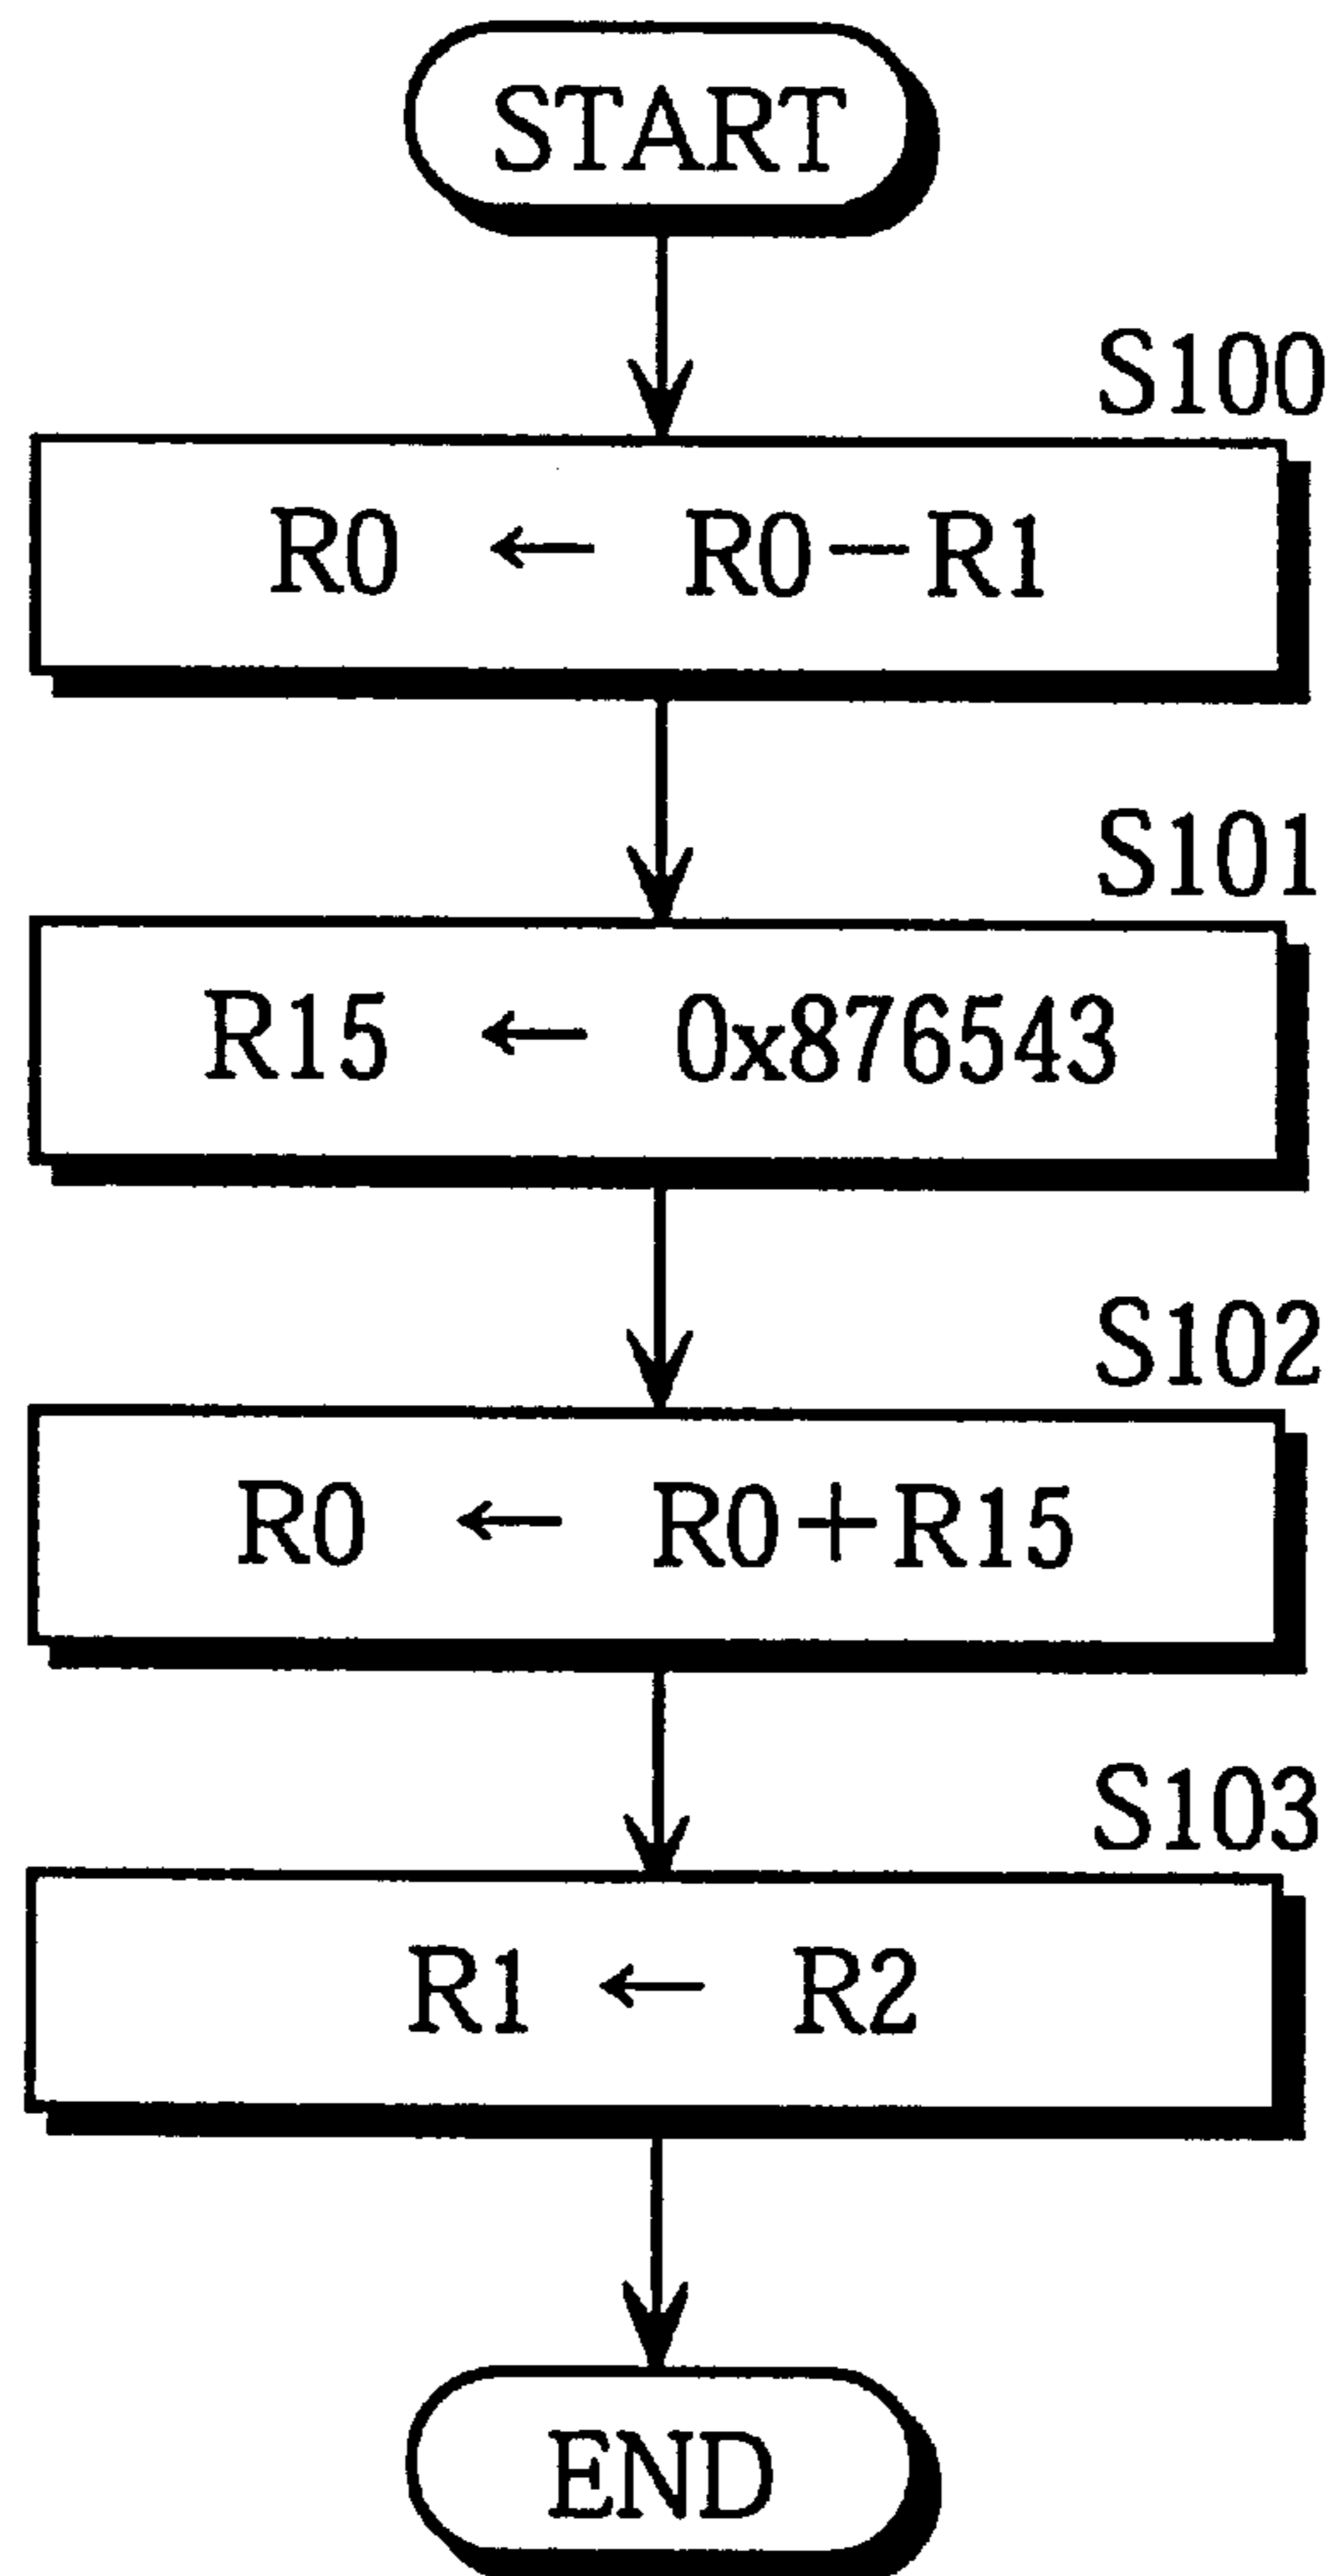 START
S100
R0 ← R0−R1
S101
R15 ← 0x876543
S102
R0 ← R0+R15
S103
R1 ← R2
END